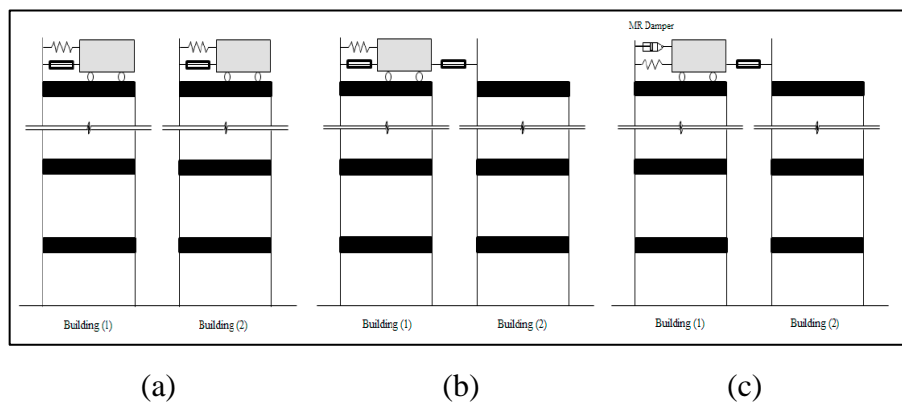 MR Damper
Building (1) Building (2) Building (1) Building (2) Building (1) Building (2)
(a) (b) (c)